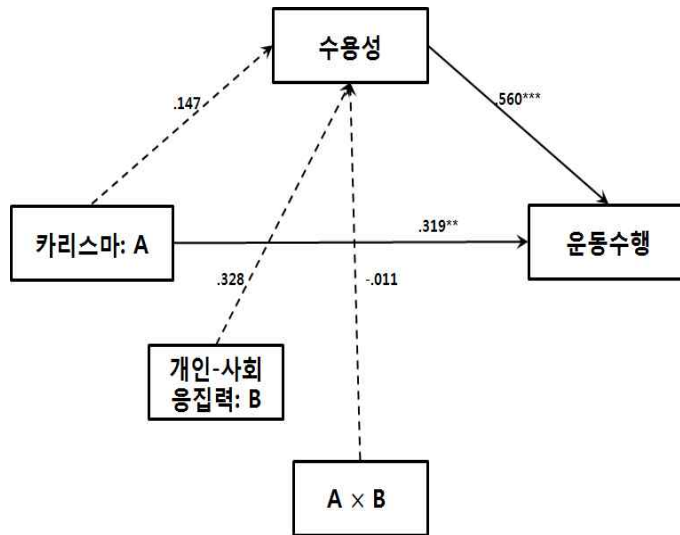 수용성
.147
.560***
카리스마: A
.319**
운동수행
.328
-.011
개인-사회
응집력: B
A × B